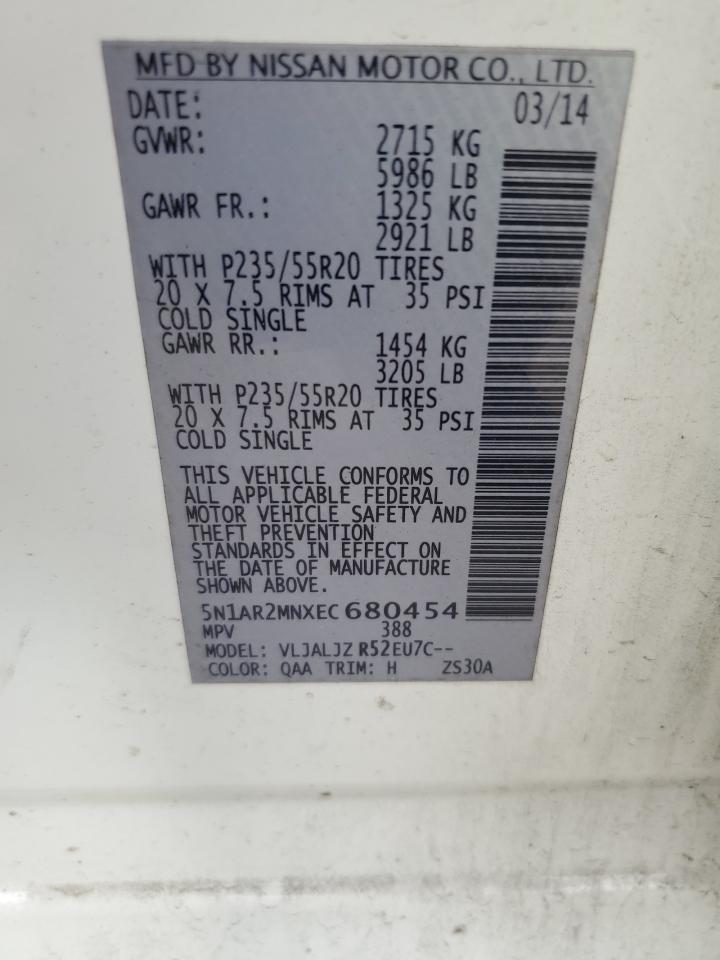 MFD BY NISSAN MOTOR CO., LTD.
DATE: 03/14
GVWR: 2715 KG
5986 LB
GAWR FR.: 1325 KG
2921 LB
WITH P235/55R20 TIRES
20 X 7.5 RIMS AT 35 PSI
COLD SINGLE
GAWR RR.: 1454 KG
3205 LB
WITH P235/55R20 TIRES
20 X 7.5 RIMS AT 35 PSI
COLD SINGLE
THIS VEHICLE CONFORMS TO
ALL APPLICABLE FEDERAL
MOTOR VEHICLE SAFETY AND
THEFT PREVENTION
STANDARDS IN EFFECT ON
THE DATE OF MANUFACTURE
SHOWN ABOVE.
5N1AR2MNXEC680454
MPV 388
MODEL: VLJALJZ R52EU7C--
COLOR: QAA TRIM: H ZS30A